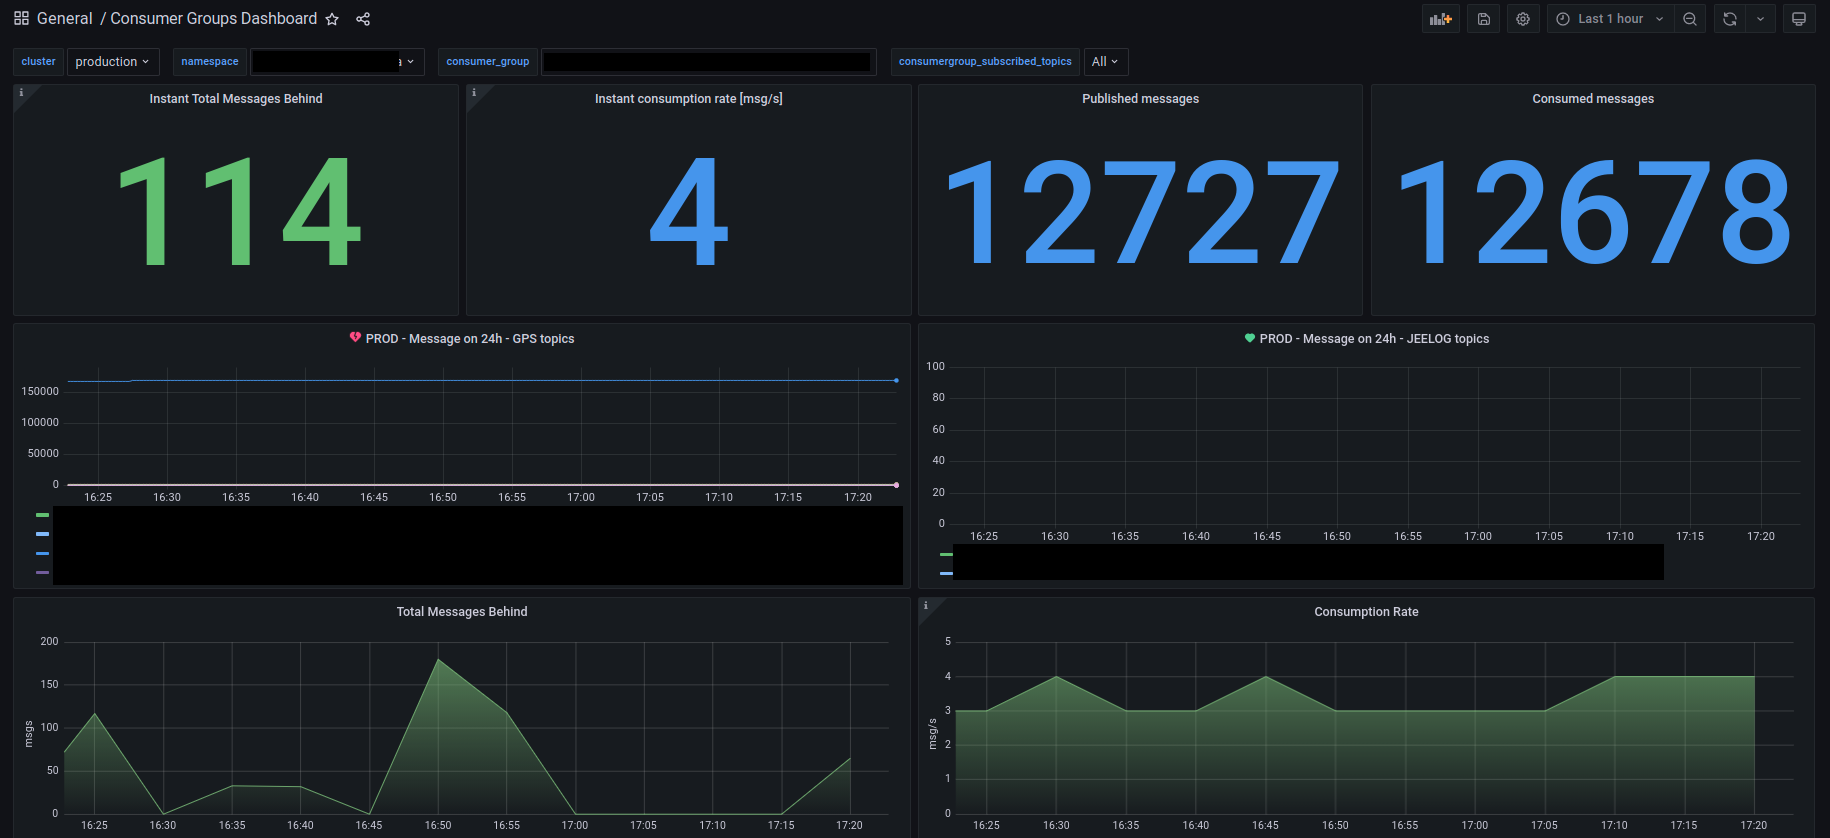 General / Consumer Groups Dashboard
Last 1 hour
cluster production namespace a consumer_group consumergroup_subscribed_topics All
Instant Total Messages Behind
114
Instant consumption rate [msg/s]
4
Published messages
12727
Consumed messages
12678
PROD - Message on 24h - GPS topics
150000
100000
50000
0
16:25 16:30 16:35 16:40 16:45 16:50 16:55 17:00 17:05 17:10 17:15 17:20
PROD - Message on 24h - JEELOG topics
100
80
60
40
20
0
16:25 16:30 16:35 16:40 16:45 16:50 16:55 17:00 17:05 17:10 17:15 17:20
Total Messages Behind
msgs
200
150
100
50
0
16:25 16:30 16:35 16:40 16:45 16:50 16:55 17:00 17:05 17:10 17:15 17:20
Consumption Rate
msg/s
5
4
3
2
1
0
16:25 16:30 16:35 16:40 16:45 16:50 16:55 17:00 17:05 17:10 17:15 17:20